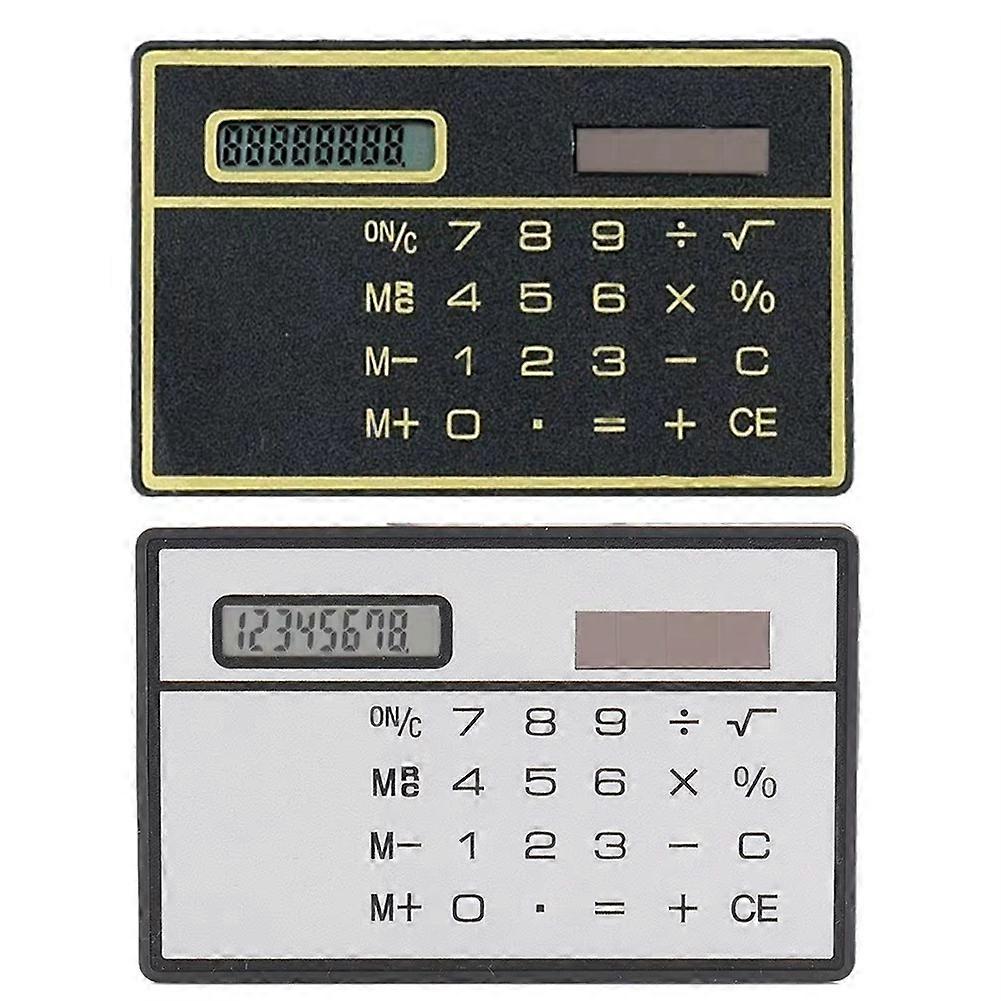 88888888.
ON/C 7 8 9 ÷ √
MRC 4 5 6 × %
M− 1 2 3 − C
M+ 0 . = + CE
12345678.
ON/C 7 8 9 ÷ √
MRC 4 5 6 × %
M− 1 2 3 − C
M+ 0 . = + CE